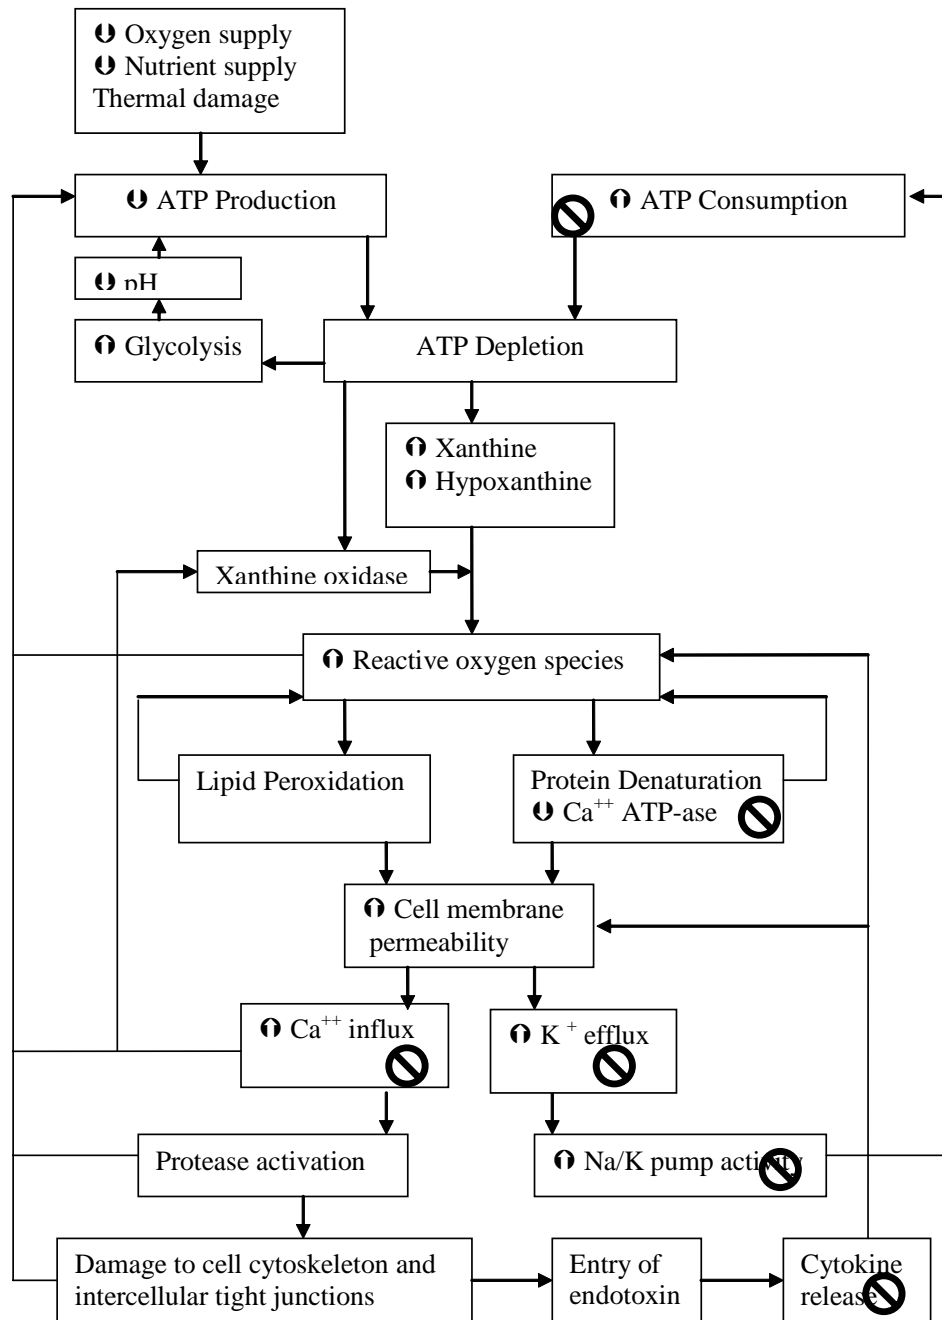 ⬇ Oxygen supply
⬇ Nutrient supply
Thermal damage
⬇ ATP Production
⬆ ATP Consumption
⬇ pH
⬆ Glycolysis
ATP Depletion
⬆ Xanthine
⬆ Hypoxanthine
Xanthine oxidase
⬆ Reactive oxygen species
Lipid Peroxidation
Protein Denaturation
⬇ Ca⁺⁺ ATP-ase
⬆ Cell membrane
permeability
⬆ Ca⁺⁺ influx
⬆ K⁺ efflux
Protease activation
⬆ Na/K pump activity
Damage to cell cytoskeleton and
intercellular tight junctions
Entry of
endotoxin
Cytokine
release